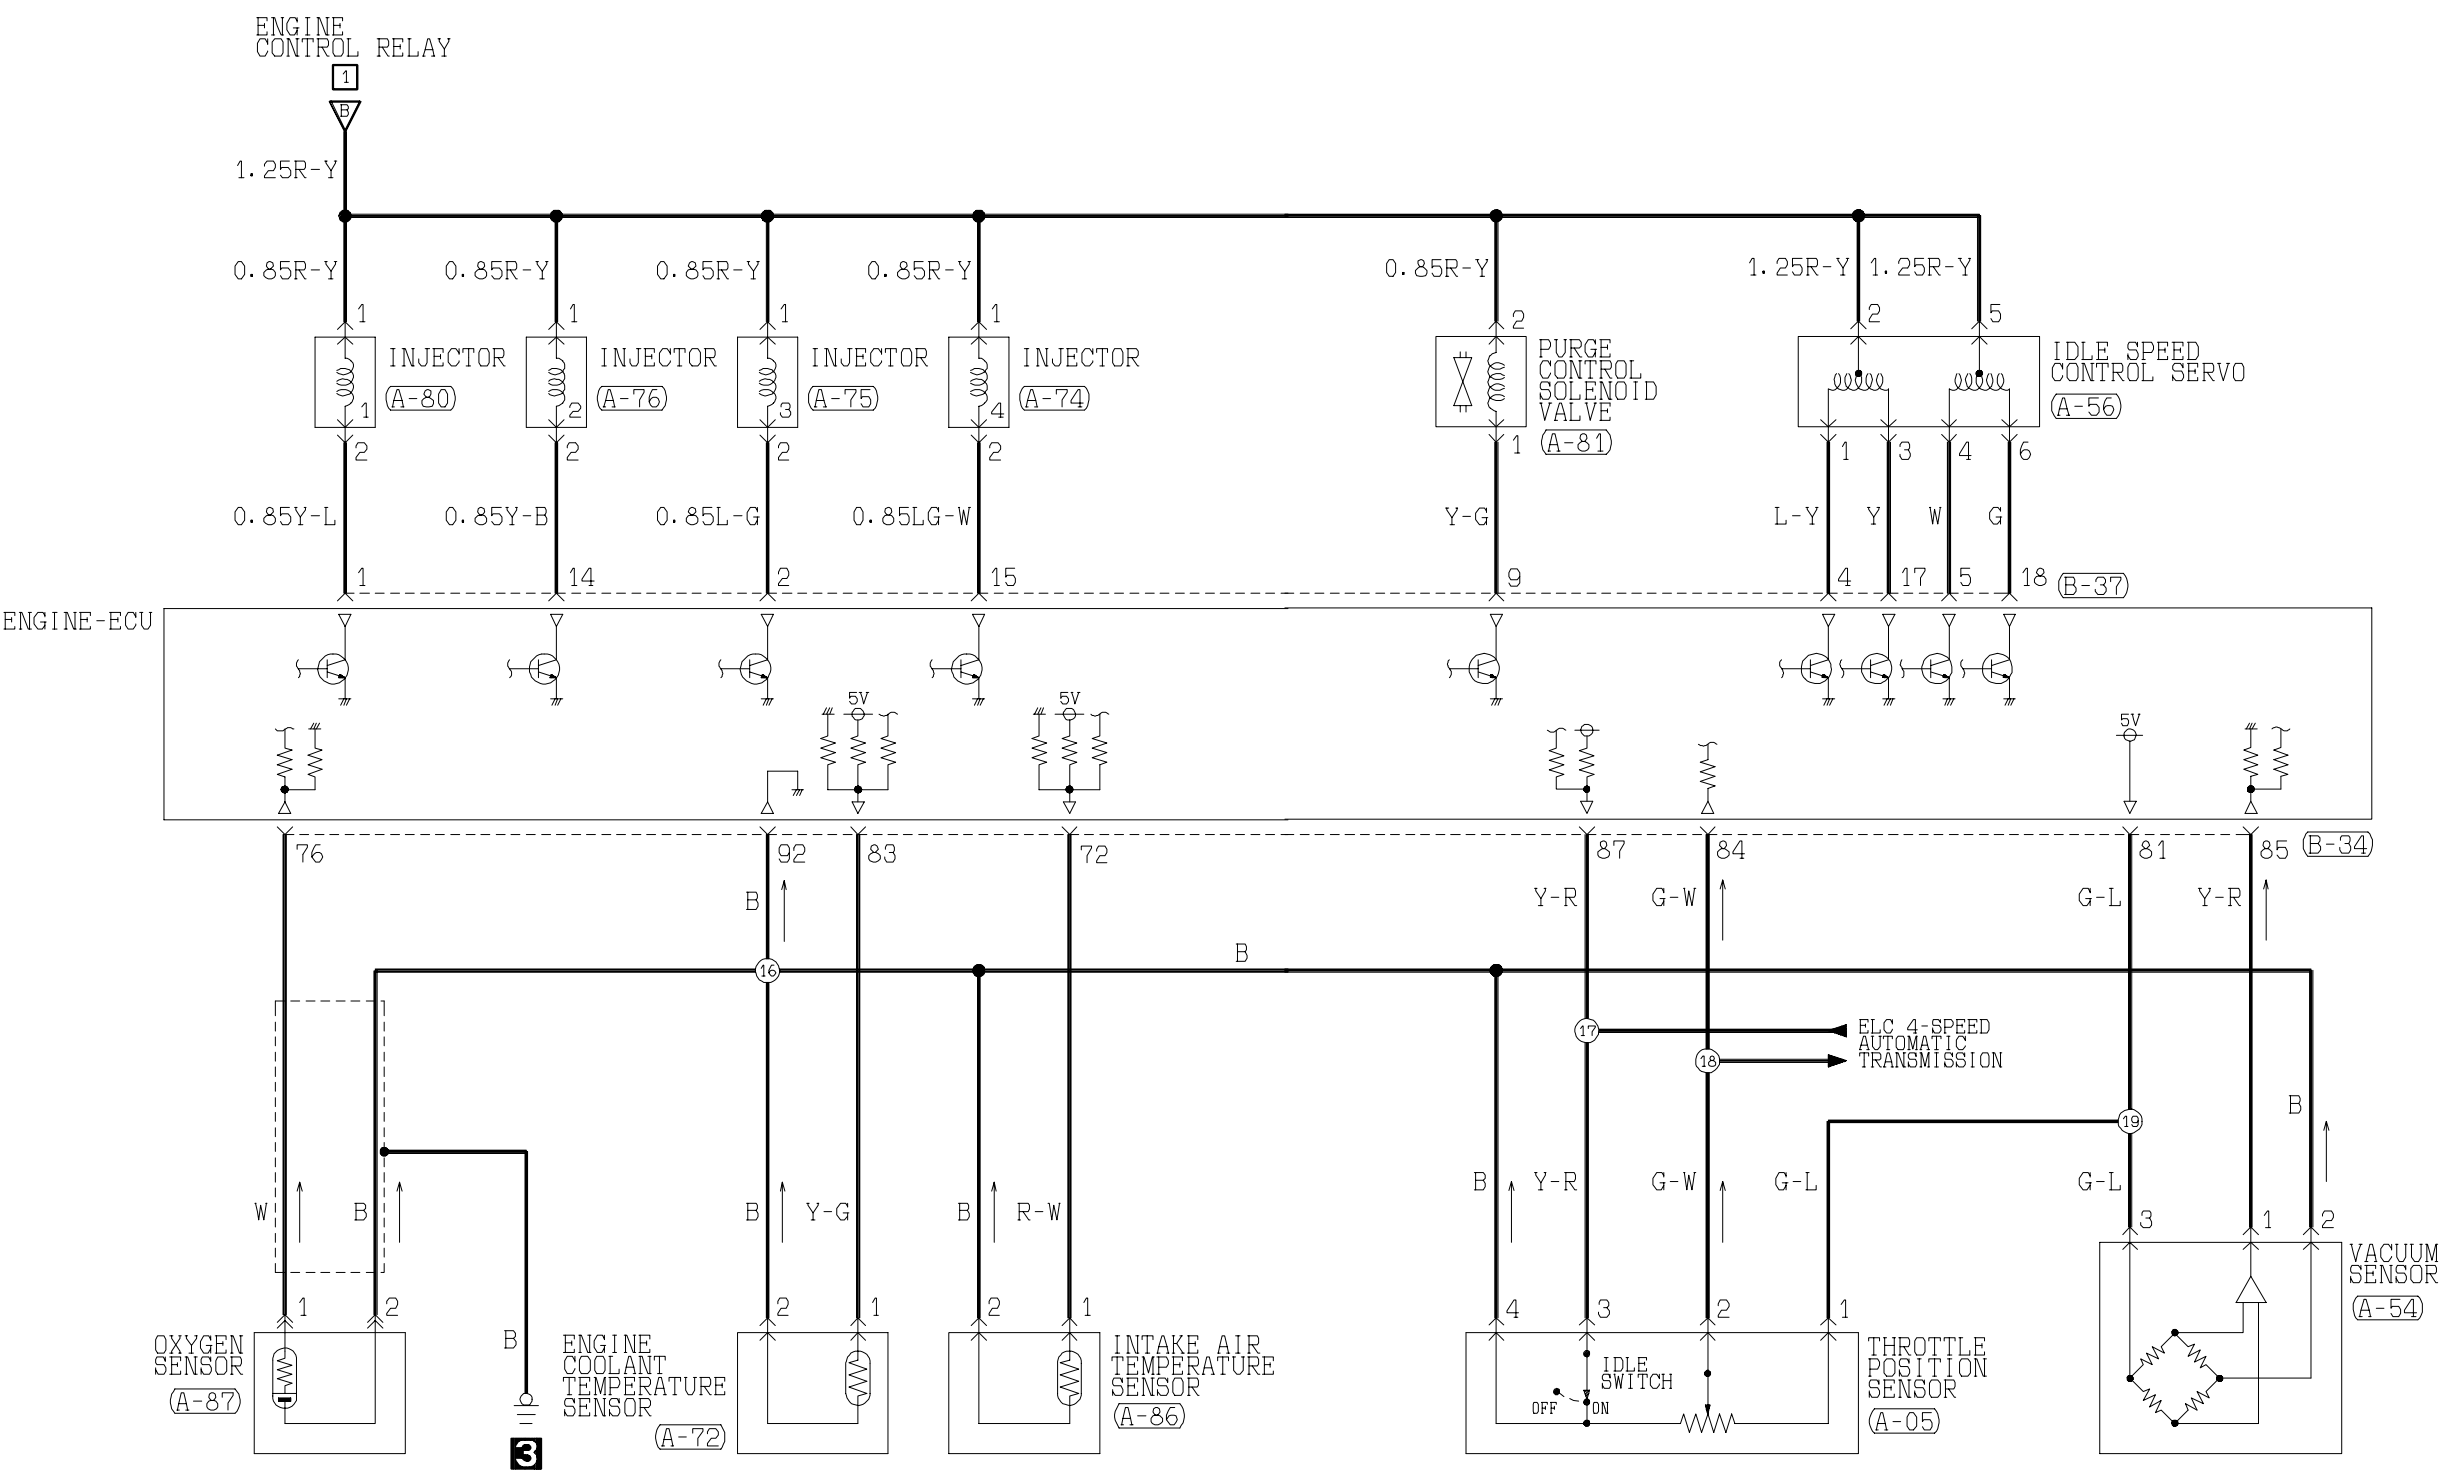 ENGINE
CONTROL RELAY
1
B
1.25R-Y
0.85R-Y 0.85R-Y 0.85R-Y 0.85R-Y 0.85R-Y 1.25R-Y 1.25R-Y
1 1 1 1 2 2 5
INJECTOR
(A-80)
1
INJECTOR
(A-76)
2
INJECTOR
(A-75)
3
INJECTOR
(A-74)
4
PURGE
CONTROL
SOLENOID
VALVE
(A-81)
IDLE SPEED
CONTROL SERVO
(A-56)
2 2 2 2 1 1 3 4 6
0.85Y-L 0.85Y-B 0.85L-G 0.85LG-W Y-G L-Y Y W G
1 14 2 15 9 4 17 5 18 (B-37)
ENGINE-ECU
5V 5V 5V
76 92 83 72 87 84 81 85 (B-34)
B Y-R G-W G-L Y-R
B
16
17
ELC 4-SPEED
AUTOMATIC
TRANSMISSION
18
19
B
W B B Y-G B R-W B Y-R G-W G-L G-L
3 1 2
1 2 2 1 2 1 4 3 2 1
OXYGEN
SENSOR
(A-87)
B
3
ENGINE
COOLANT
TEMPERATURE
SENSOR
(A-72)
INTAKE AIR
TEMPERATURE
SENSOR
(A-86)
IDLE
SWITCH
OFF ON
THROTTLE
POSITION
SENSOR
(A-05)
VACUUM
SENSOR
(A-54)